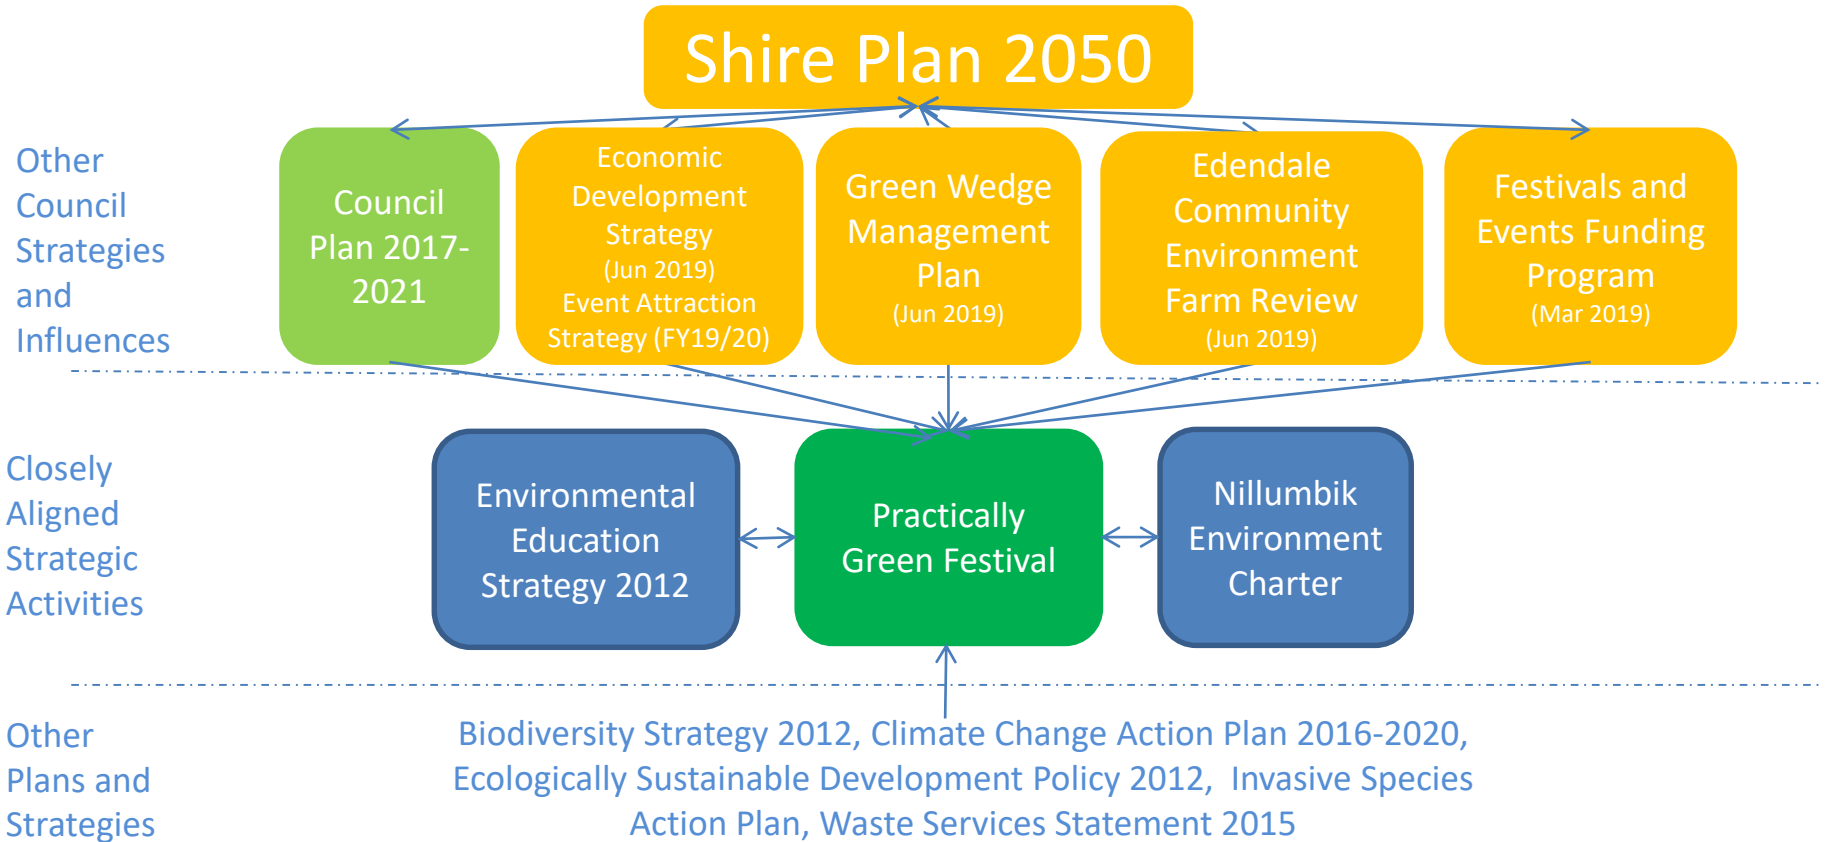 Shire Plan 2050
Other
Council
Strategies
and
Influences
Council
Plan 2017-
2021
Economic
Development
Strategy
(Jun 2019)
Event Attraction
Strategy (FY19/20)
Green Wedge
Management
Plan
(Jun 2019)
Edendale
Community
Environment
Farm Review
(Jun 2019)
Festivals and
Events Funding
Program
(Mar 2019)
Closely
Aligned
Strategic
Activities
Environmental
Education
Strategy 2012
Practically
Green Festival
Nillumbik
Environment
Charter
Other
Plans and
Strategies
Biodiversity Strategy 2012, Climate Change Action Plan 2016-2020,
Ecologically Sustainable Development Policy 2012, Invasive Species
Action Plan, Waste Services Statement 2015